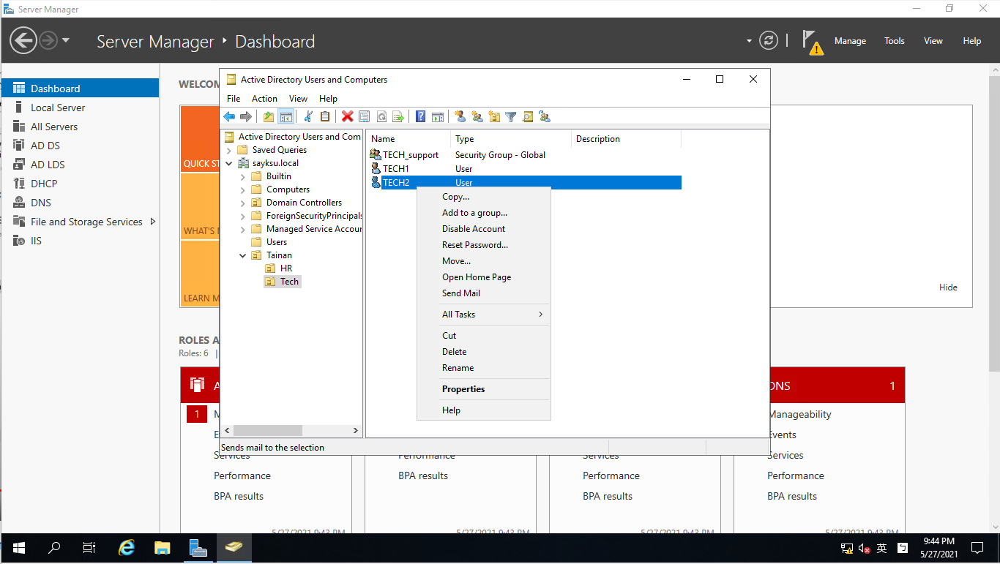 Server Manager
Server Manager ‣ Dashboard
Manage Tools View Help
Dashboard
Local Server
All Servers
AD DS
AD LDS
DHCP
DNS
File and Storage Services
IIS
QUICK
WHAT'S
LEARN
Hide
Roles: 6
Active Directory Users and Computers
File Action View Help
Active Directory Users and Com
Saved Queries
sayksu.local
Builtin
Computers
Domain Controllers
ForeignSecurityPrincipals
Managed Service Accour
Users
Tainan
HR
Tech
Name Type Description
TECH_support Security Group - Global
TECH1 User
TECH2 User
Copy...
Add to a group...
Disable Account
Reset Password...
Move...
Open Home Page
Send Mail
All Tasks
Cut
Delete
Rename
Properties
Help
Sends mail to the selection
1
Services
Performance
BPA results
5/27/2021 9:43 PM
Performance
BPA results
5/27/2021 9:43 PM
Services
Performance
BPA results
5/27/2021 9:43 PM
DNS 1
Manageability
Events
Services
Performance
BPA results
5/27/2021 9:43 PM
英
9:44 PM
5/27/2021